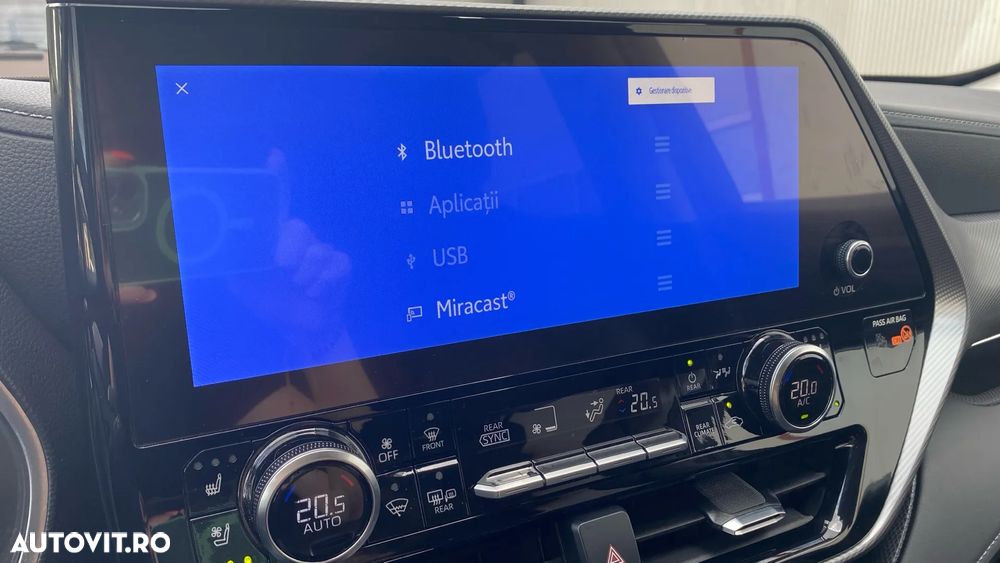 Gestionare dispozitive
Bluetooth
Aplicații
USB
Miracast®
VOL
PASS AIR BAG
OFF
FRONT
REAR
SYNC
REAR
20.5
REAR
REAR
CLIMATE
20.0
A/C
20.5
AUTO
REAR
AUTOVIT.RO